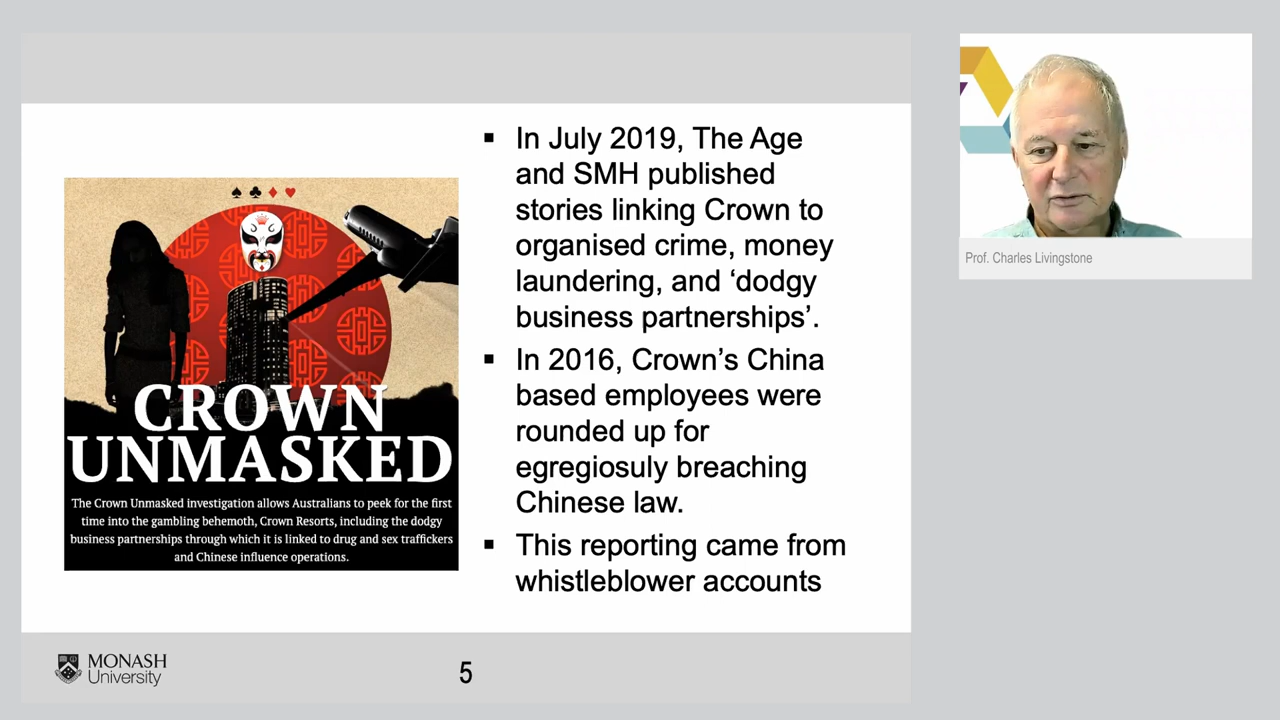 ▪ In July 2019, The Age
and SMH published
stories linking Crown to
organised crime, money
laundering, and ‘dodgy
business partnerships’.
▪ In 2016, Crown’s China
based employees were
rounded up for
egregiosuly breaching
Chinese law.
▪ This reporting came from
whistleblower accounts
CROWN
UNMASKED
The Crown Unmasked investigation allows Australians to peek for the first
time into the gambling behemoth, Crown Resorts, including the dodgy
business partnerships through which it is linked to drug and sex traffickers
and Chinese influence operations.
MONASH
University
5
Prof. Charles Livingstone